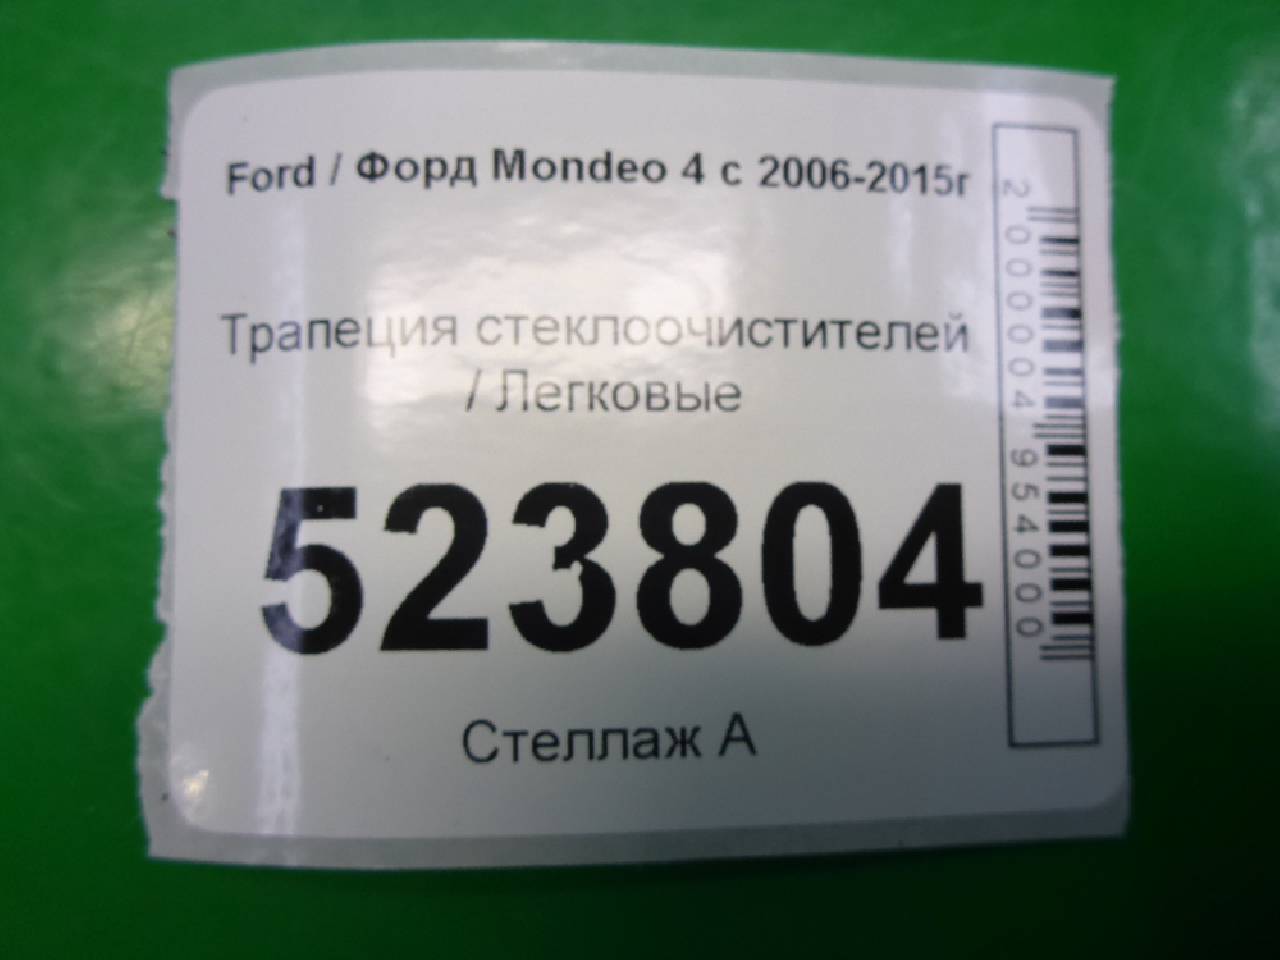 Ford / Форд Mondeo 4 с 2006-2015г
Трапеция стеклоочистителей
/ Легковые
523804
Стеллаж А
2000004954000